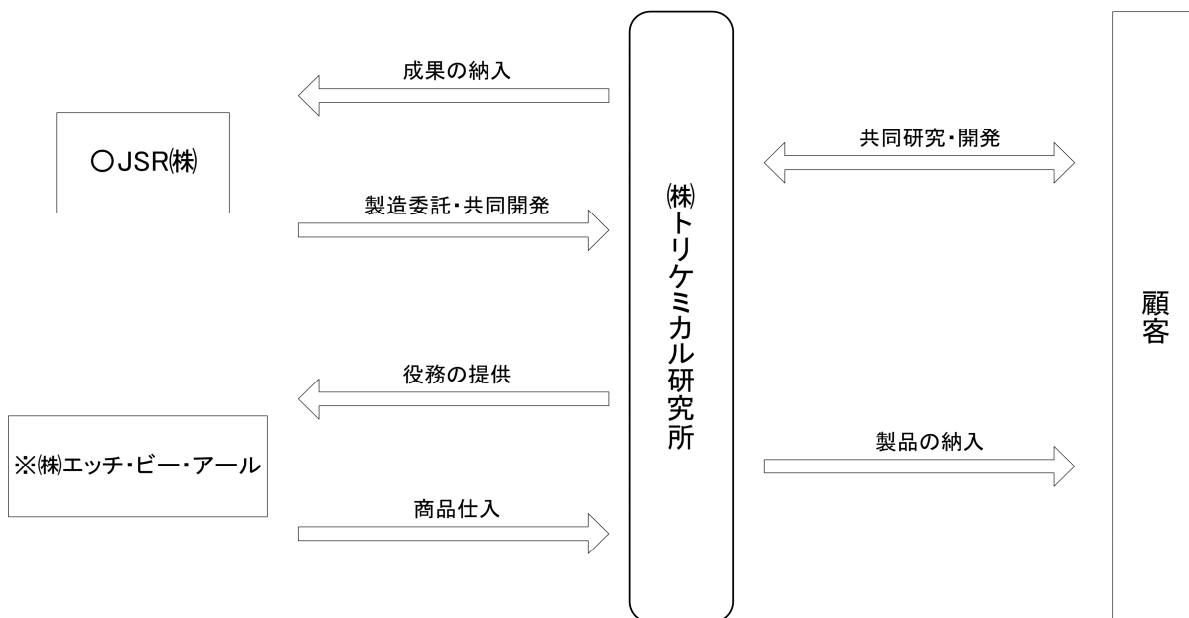 成果の納入
○JSR㈱
製造委託・共同開発
役務の提供
※㈱エッチ・ビー・アール
商品仕入
㈱トリケミカル研究所
共同研究・開発
製品の納入
顧客